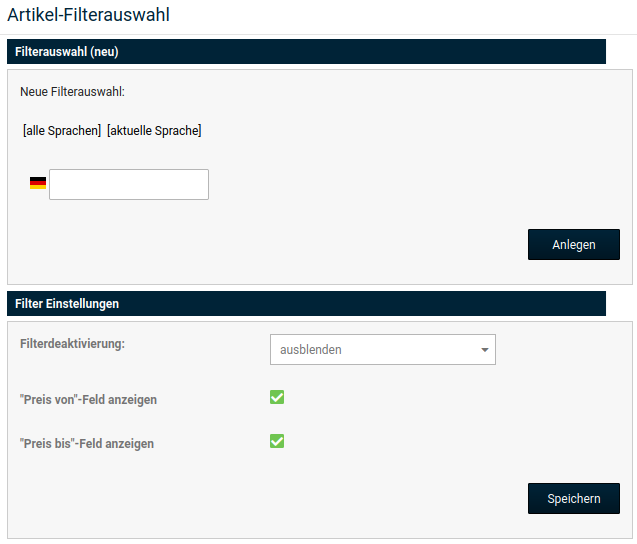 Artikel-Filterauswahl
Filterauswahl (neu)
Neue Filterauswahl:
[alle Sprachen] [aktuelle Sprache]
Anlegen
Filter Einstellungen
Filterdeaktivierung: ausblenden
"Preis von"-Feld anzeigen
"Preis bis"-Feld anzeigen
Speichern